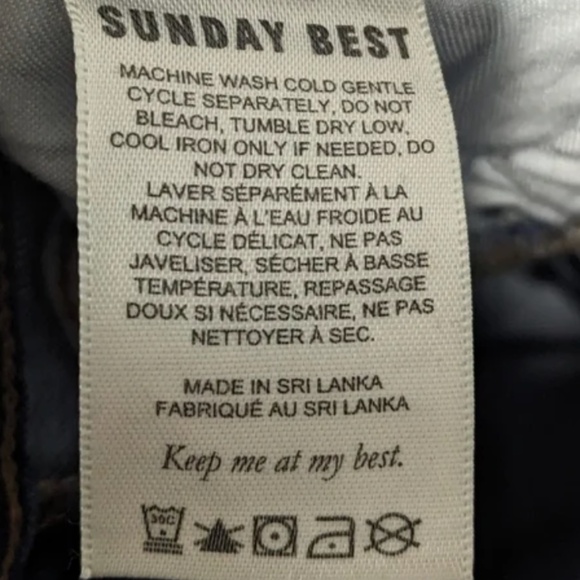 SUNDAY BEST
MACHINE WASH COLD GENTLE
CYCLE SEPARATELY, DO NOT
BLEACH, TUMBLE DRY LOW,
COOL IRON ONLY IF NEEDED, DO
NOT DRY CLEAN.
LAVER SÉPARÉMENT À LA
MACHINE À L'EAU FROIDE AU
CYCLE DÉLICAT, NE PAS
JAVELISER, SÉCHER À BASSE
TEMPÉRATURE, REPASSAGE
DOUX SI NÉCESSAIRE, NE PAS
NETTOYER À SEC.
MADE IN SRI LANKA
FABRIQUÉ AU SRI LANKA
Keep me at my best.
30C